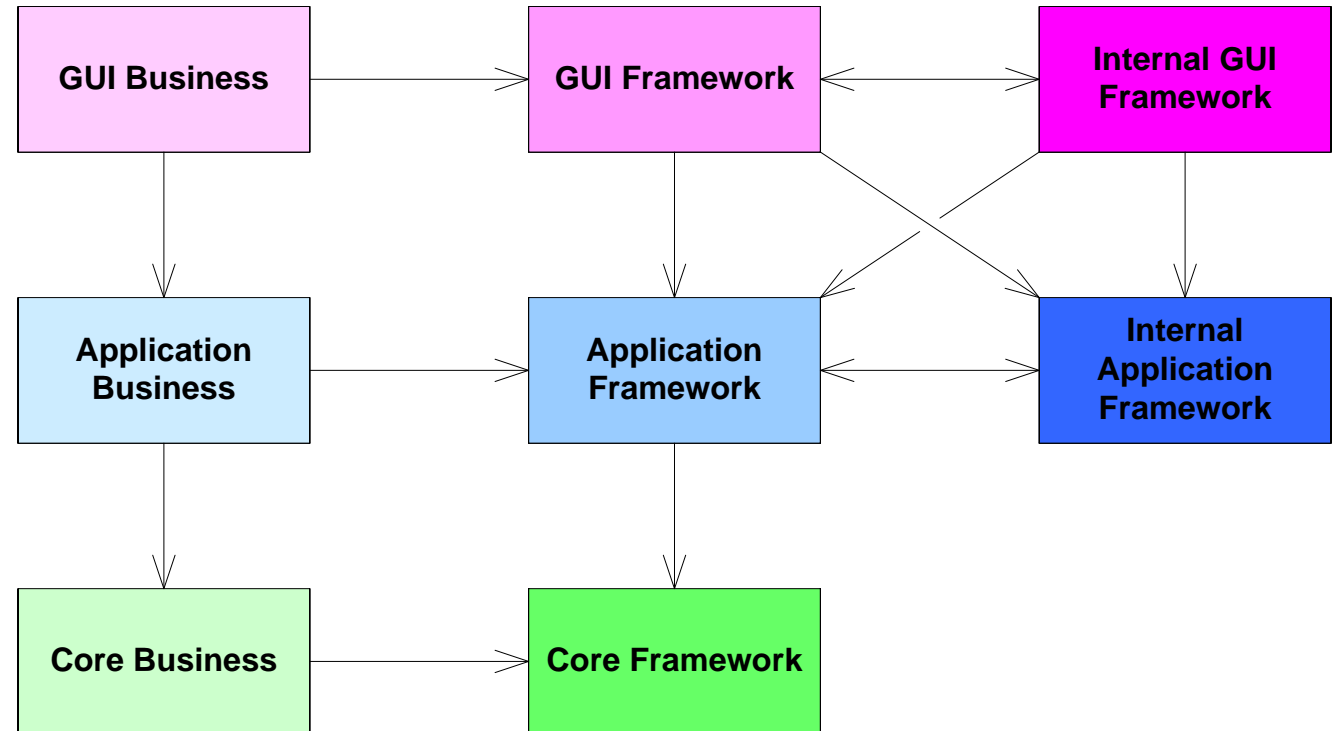 GUI Business
GUI Framework
Internal GUI
Framework
Application
Business
Application
Framework
Internal
Application
Framework
Core Business
Core Framework